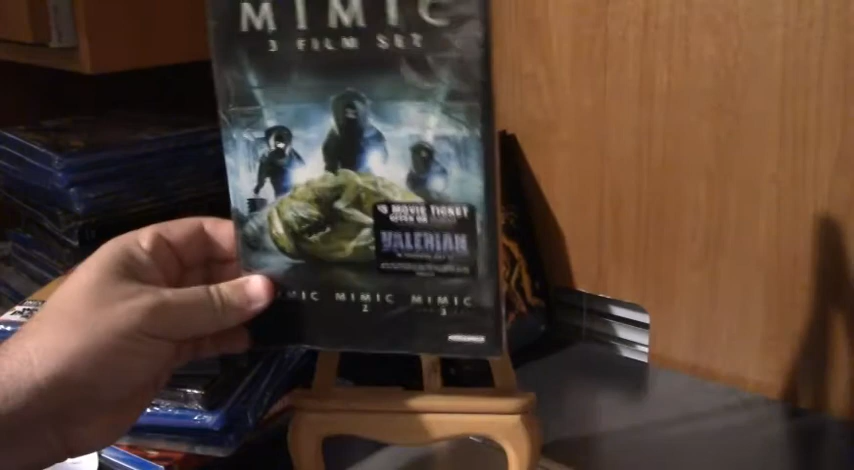 MIMIC
3 FILM SET
MOVIE TICKET
VALERIAN
MIMIC MIMIC MIMIC
2 3